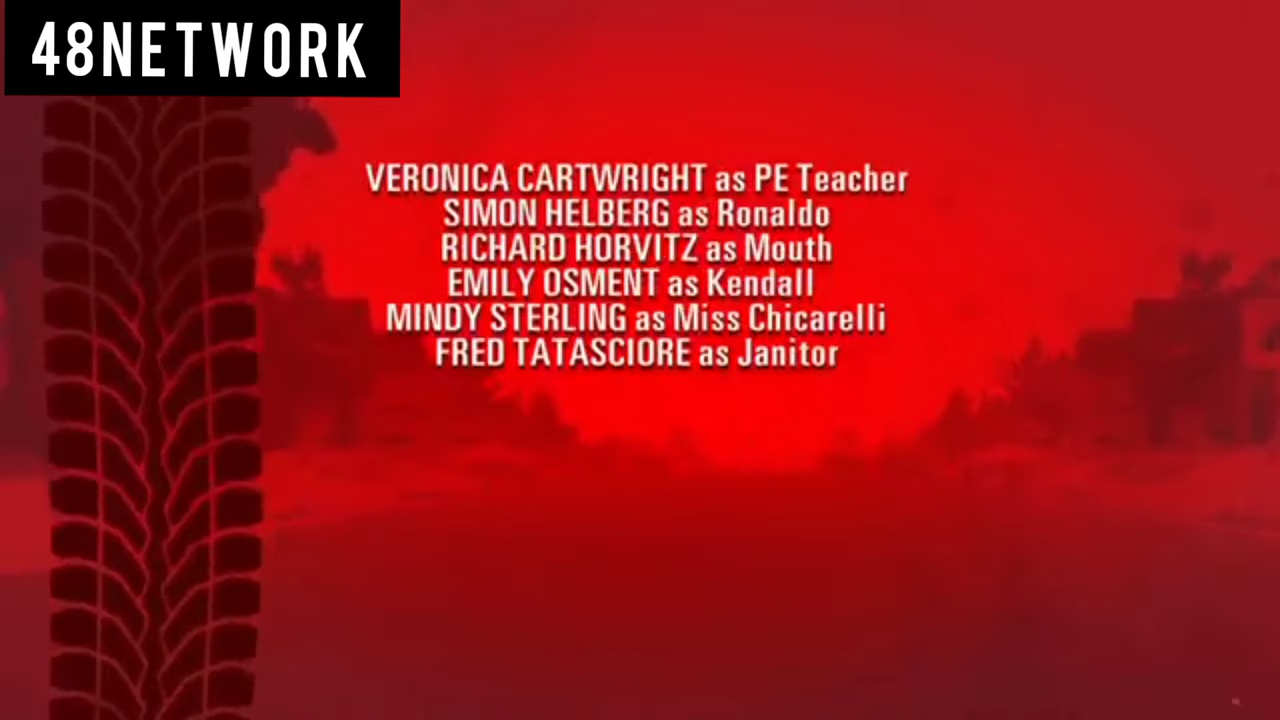 48NETWORK
VERONICA CARTWRIGHT as PE Teacher
SIMON HELBERG as Ronaldo
RICHARD HORVITZ as Mouth
EMILY OSMENT as Kendall
MINDY STERLING as Miss Chicarelli
FRED TATASCIORE as Janitor